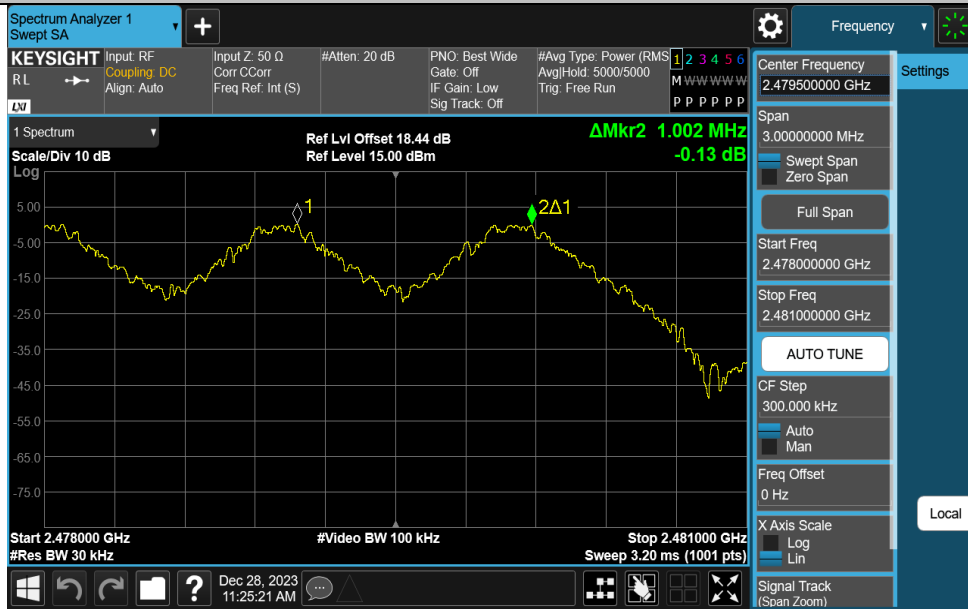 Spectrum Analyzer 1
Swept SA
+
Frequency
KEYSIGHT
RL
LXI
Input: RF
Coupling: DC
Align: Auto
Input Z: 50 Ω
Corr CCorr
Freq Ref: Int (S)
#Atten: 20 dB
PNO: Best Wide
Gate: Off
IF Gain: Low
Sig Track: Off
#Avg Type: Power (RMS
Avg|Hold: 5000/5000
Trig: Free Run
1 2 3 4 5 6
M W W W W W
P P P P P P
1 Spectrum
Scale/Div 10 dB
Log
Ref Lvl Offset 18.44 dB
Ref Level 15.00 dBm
ΔMkr2 1.002 MHz
-0.13 dB
1
2Δ1
5.00
-5.00
-15.0
-25.0
-35.0
-45.0
-55.0
-65.0
-75.0
Start 2.478000 GHz
#Video BW 100 kHz
Stop 2.481000 GHz
#Res BW 30 kHz
Sweep 3.20 ms (1001 pts)
?
Dec 28, 2023
11:25:21 AM
Center Frequency
2.479500000 GHz
Span
3.00000000 MHz
Swept Span
Zero Span
Full Span
Start Freq
2.478000000 GHz
Stop Freq
2.481000000 GHz
AUTO TUNE
CF Step
300.000 kHz
Auto
Man
Freq Offset
0 Hz
X Axis Scale
Log
Lin
Signal Track
(Span Zoom)
Settings
Local